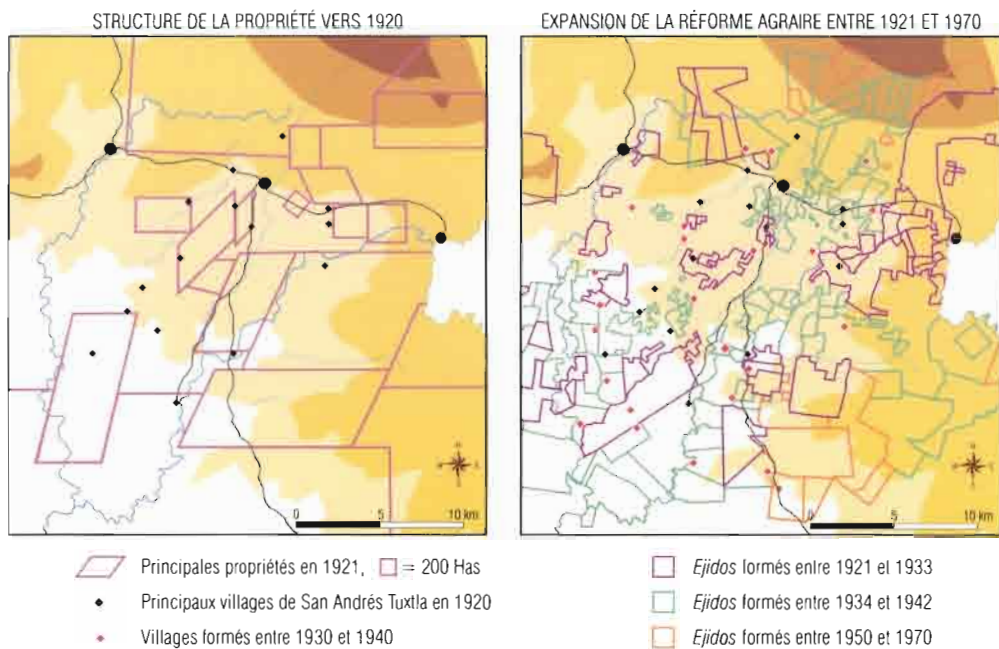 STRUCTURE DE LA PROPRIÉTÉ VERS 1920
EXPANSION DE LA RÉFORME AGRAIRE ENTRE 1921 ET 1970
0 5 10 km
0 5 10 km
Principales propriétés en 1921, = 200 Has
Principaux villages de San Andrés Tuxtla en 1920
Villages formés entre 1930 et 1940
Ejidos formés entre 1921 et 1933
Ejidos formés entre 1934 et 1942
Ejidos formés entre 1950 et 1970